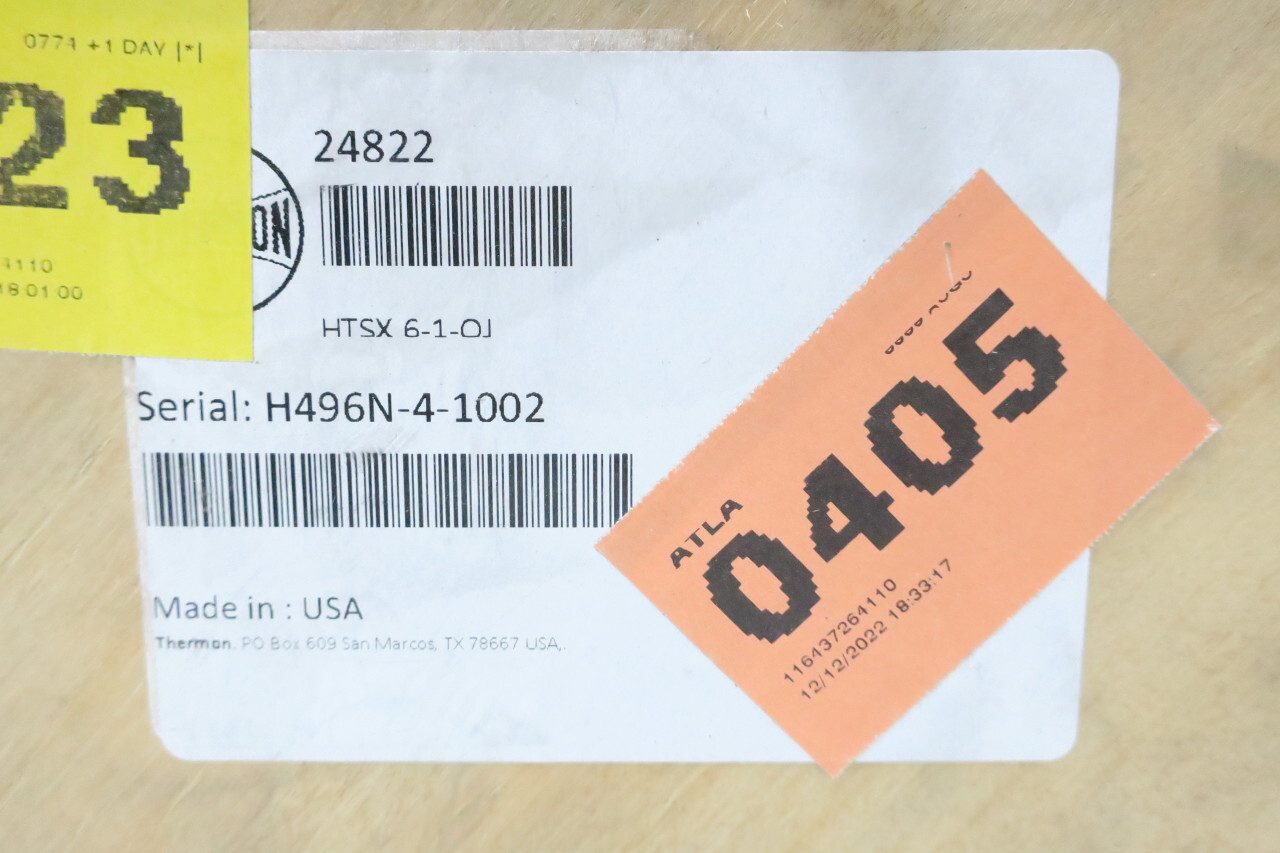 0771 +1 DAY |*|
23
4110
18:01:00
ON
24822
HTSX 6-1-OJ
Serial: H496N-4-1002
Made in : USA
Thermon. PO Box 609 San Marcos, TX 78667 USA,.
ATLA
0405
116437264110
12/12/2022 18:33:17